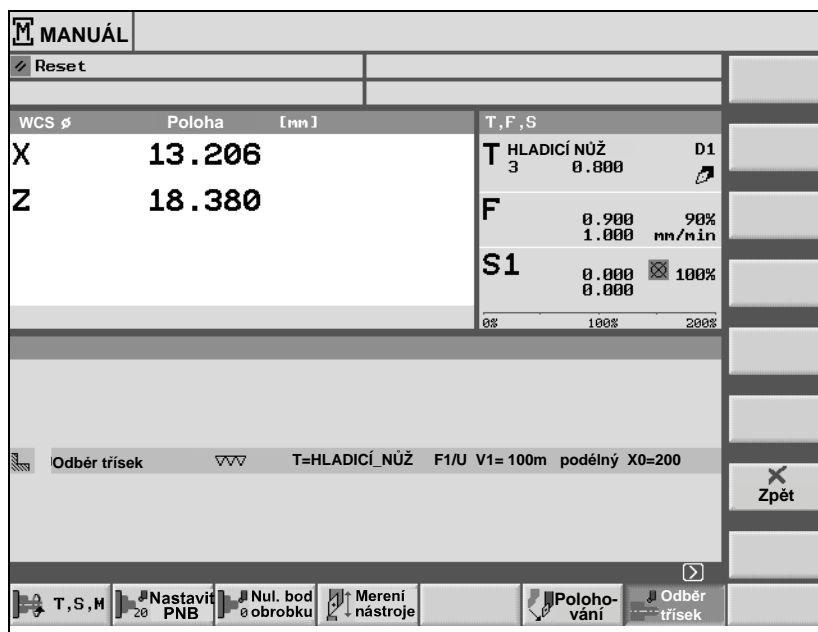 MANUÁL
Reset
WCS ø Poloha [mm]
X 13.206
Z 18.380
T,F,S
T HLADICÍ NŮŽ D1
3 0.800
F 0.900 90%
1.000 mm/min
S1 0.000 100%
0.000
0% 100% 200%
Odběr třísek T=HLADICÍ_NŮŽ F1/U V1= 100m podélný X0=200
Zpět
T,S,M
Nastavit
20 PNB
Nul. bod
0 obrobku
Merení
nástroje
Poloho-
vání
Odběr
třísek